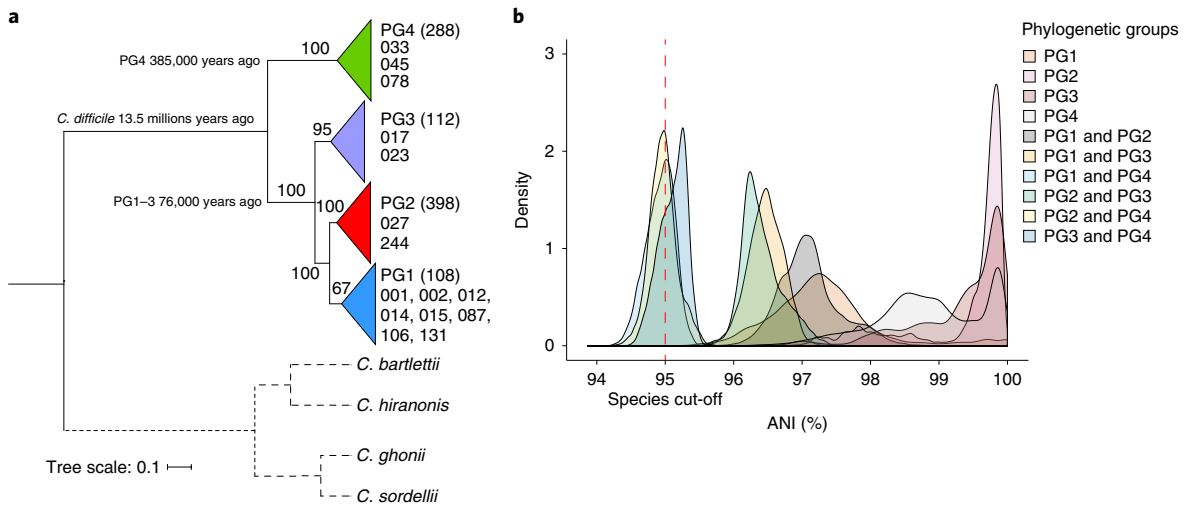 a
PG4 (288)
033
045
078
100
PG4 385,000 years ago
C. difficile 13.5 millions years ago
95
PG3 (112)
017
023
100
PG1–3 76,000 years ago
100
PG2 (398)
027
244
100
67
PG1 (108)
001, 002, 012,
014, 015, 087,
106, 131
C. bartlettii
C. hiranonis
C. ghonii
C. sordellii
Tree scale: 0.1
b
3
2
1
0
Density
94
95
96
97
98
99
100
Species cut-off
ANI (%)
Phylogenetic groups
PG1
PG2
PG3
PG4
PG1 and PG2
PG1 and PG3
PG1 and PG4
PG2 and PG3
PG2 and PG4
PG3 and PG4